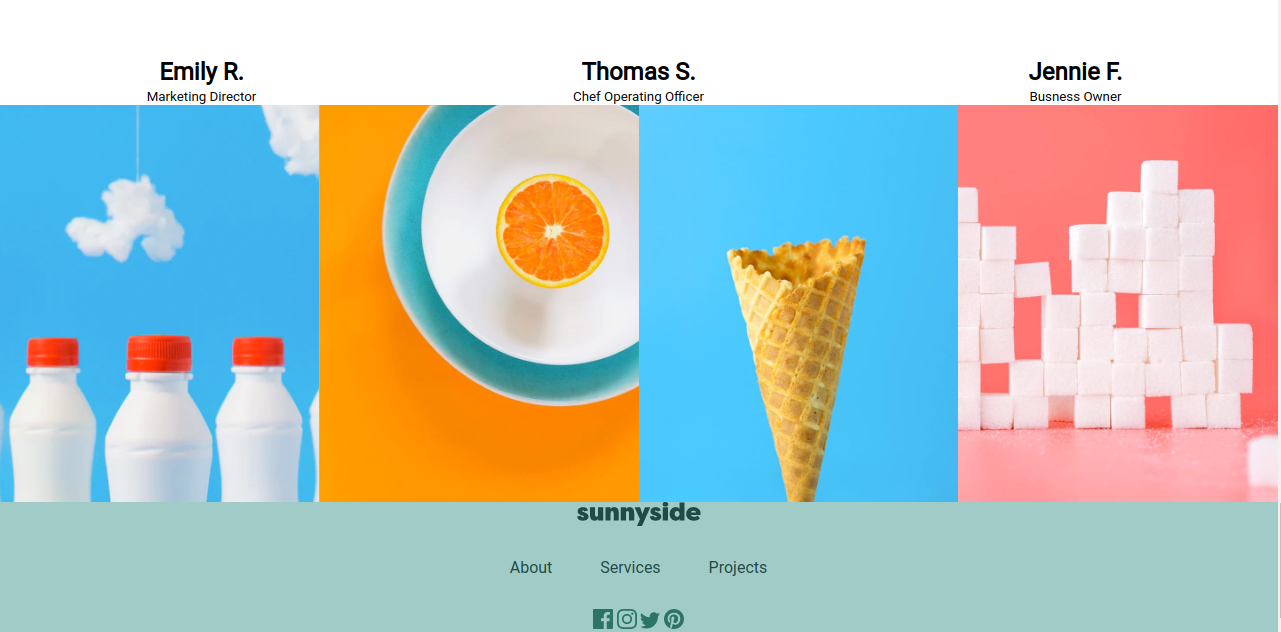 Emily R.
Thomas S.
Jennie F.
Marketing Director
Chef Operating Officer
Busness Owner
sunnyside
About
Services
Projects